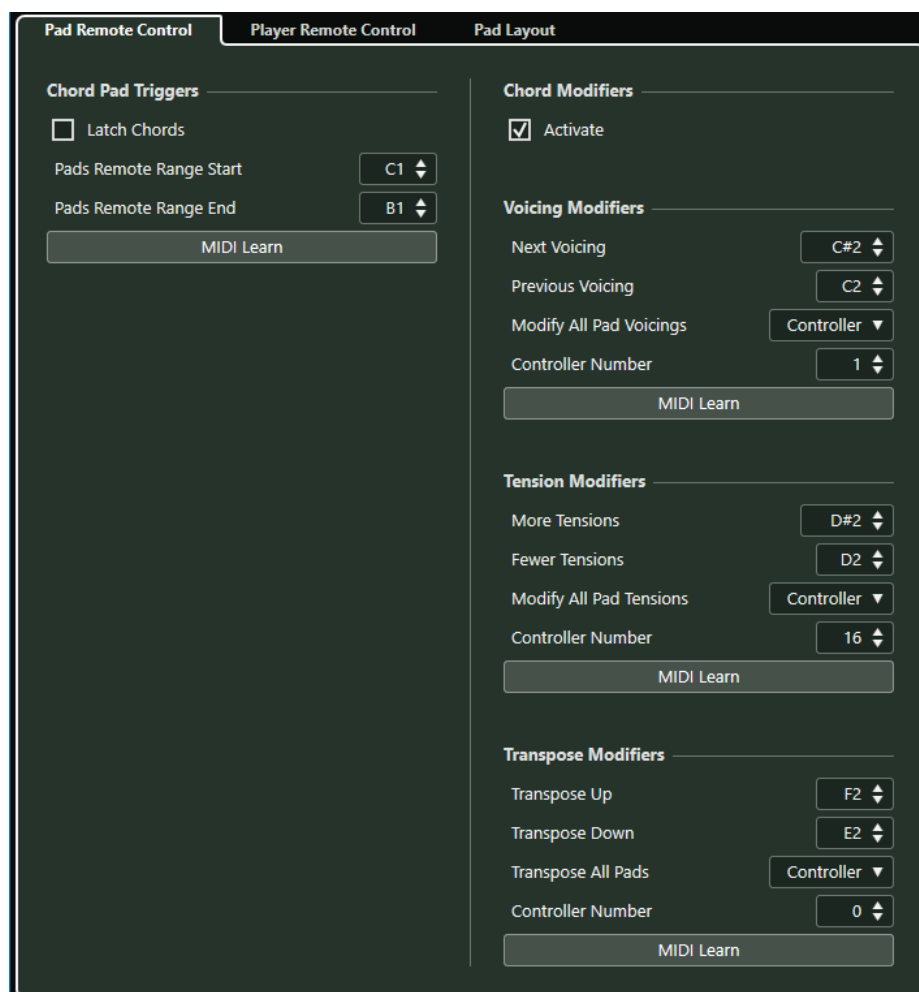 Pad Remote Control
Player Remote Control
Pad Layout
Chord Pad Triggers
Latch Chords
Pads Remote Range Start C1
Pads Remote Range End B1
MIDI Learn
Chord Modifiers
Activate
Voicing Modifiers
Next Voicing C#2
Previous Voicing C2
Modify All Pad Voicings Controller
Controller Number 1
MIDI Learn
Tension Modifiers
More Tensions D#2
Fewer Tensions D2
Modify All Pad Tensions Controller
Controller Number 16
MIDI Learn
Transpose Modifiers
Transpose Up F2
Transpose Down E2
Transpose All Pads Controller
Controller Number 0
MIDI Learn